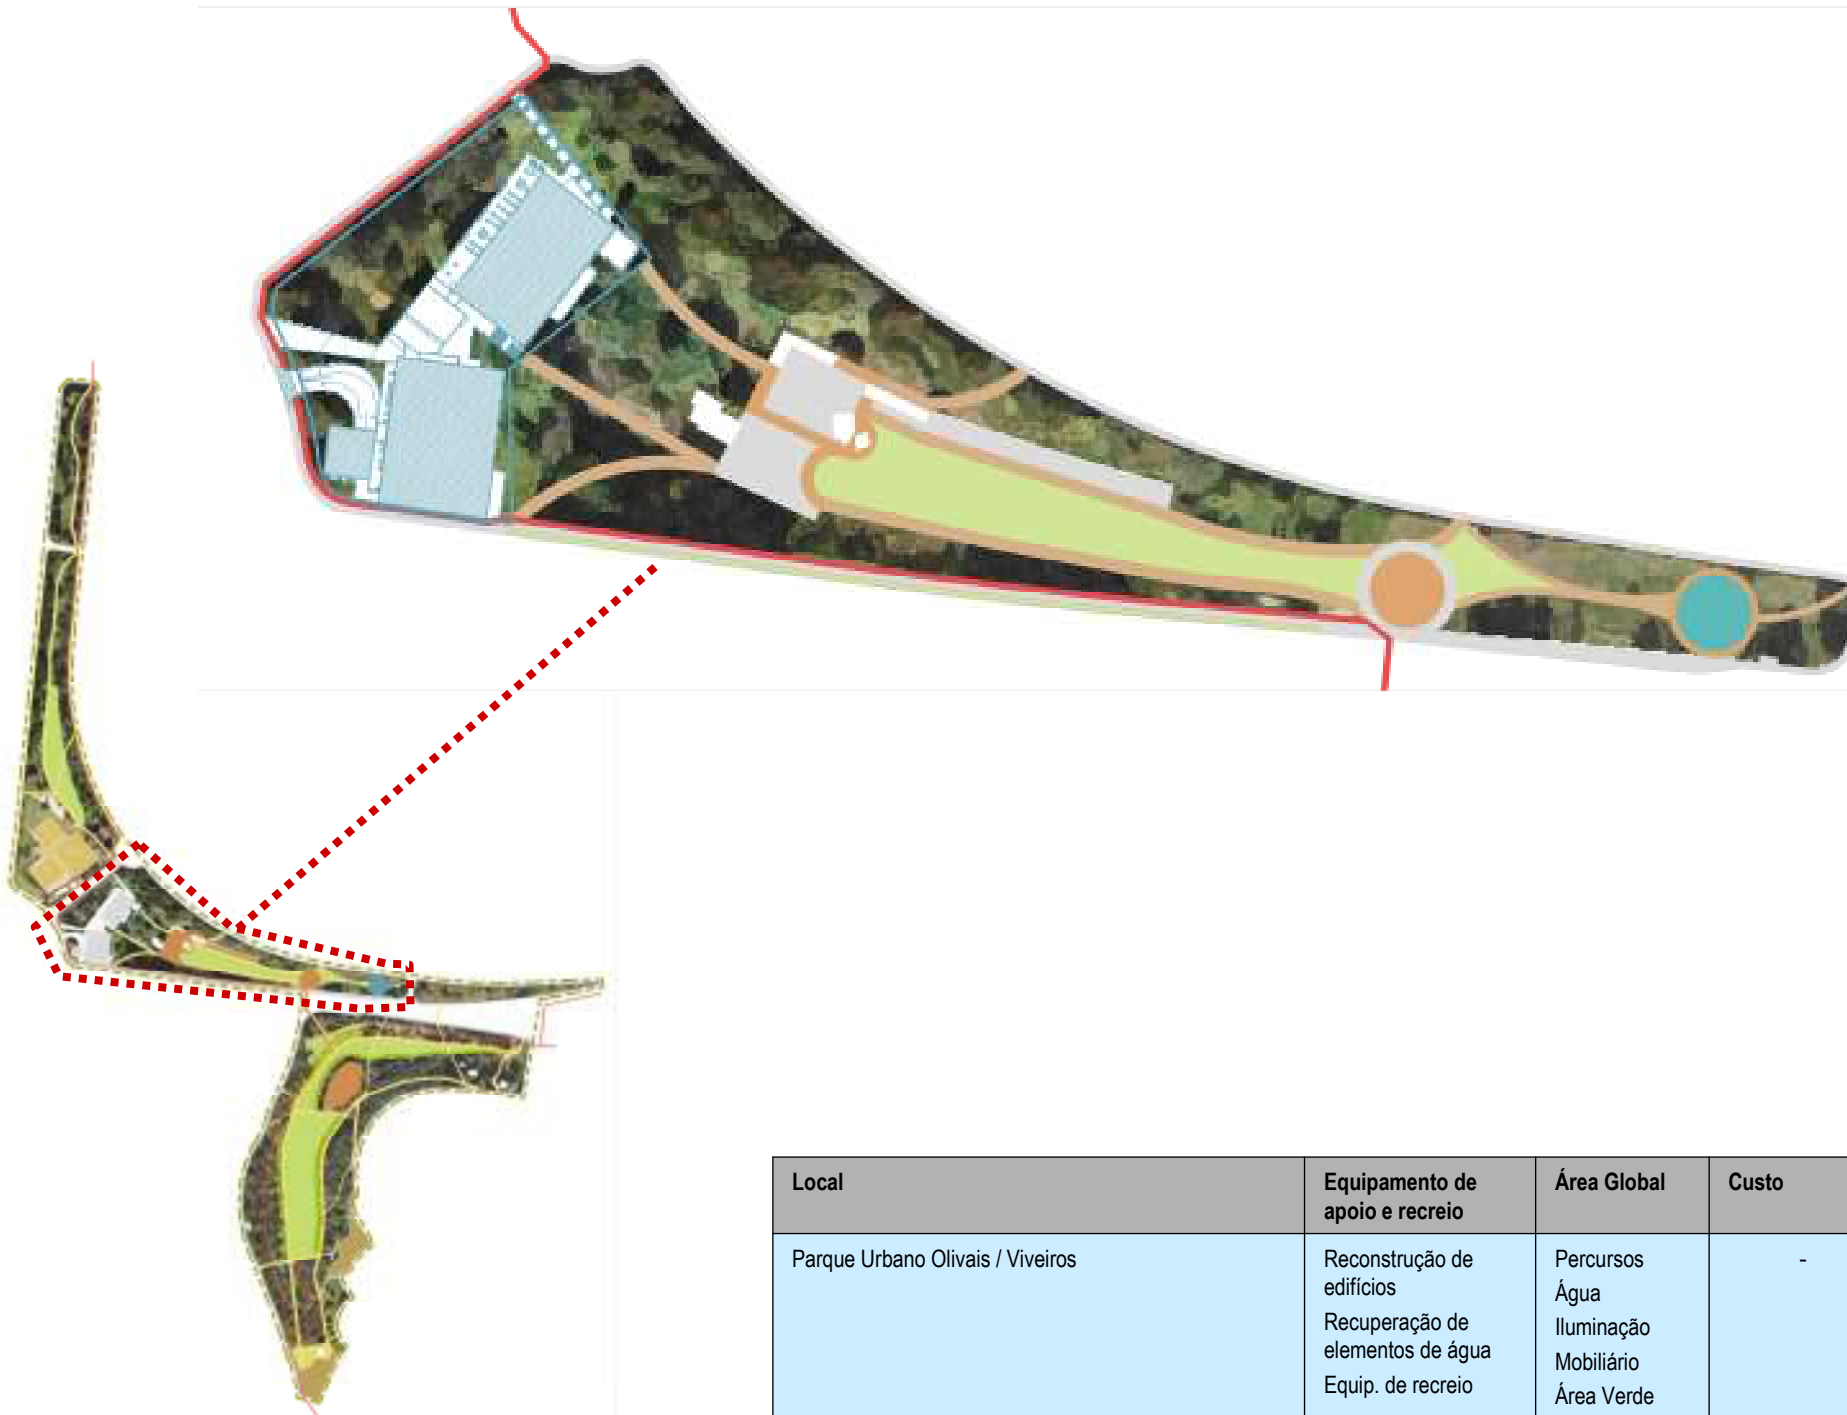 Local
Equipamento de
apoio e recreio
Área Global
Custo
Parque Urbano Olivais / Viveiros
Reconstrução de
edifícios
Recuperação de
elementos de água
Equip. de recreio
Percursos
Água
Iluminação
Mobiliário
Área Verde
-